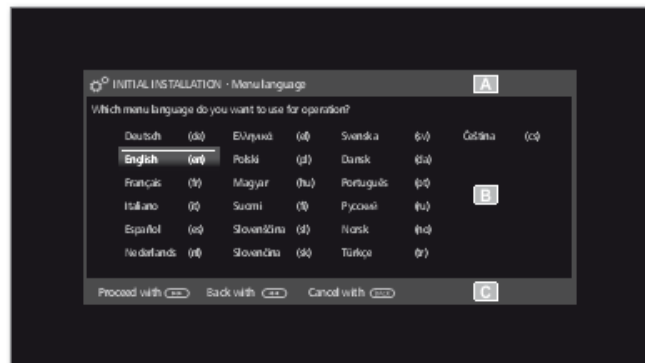 INITIAL INSTALLATION · Menu language A
Which menu language do you want to use for operation?
Deutsch (de) Ελληνικά (el) Svenska (sv) Čeština (cs)
English (en) Polski (pl) Dansk (da)
Français (fr) Magyar (hu) Português (pt)
B
Italiano (it) Suomi (fi) Русский (ru)
Español (es) Slovenščina (sl) Norsk (no)
Nederlands (nl) Slovenčina (sk) Türkçe (tr)
Proceed with Back with Cancel with BACK C